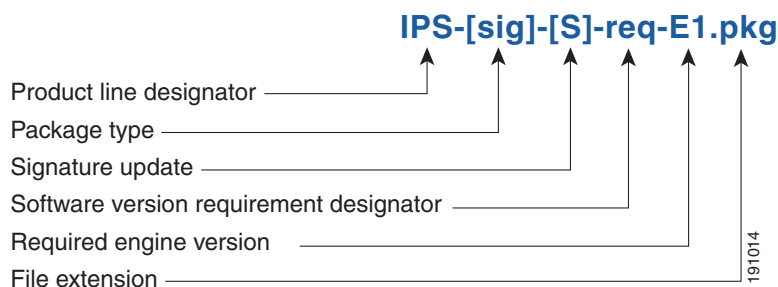 IPS-[sig]-[S]-req-E1.pkg
Product line designator
Package type
Signature update
Software version requirement designator
Required engine version
File extension
191014